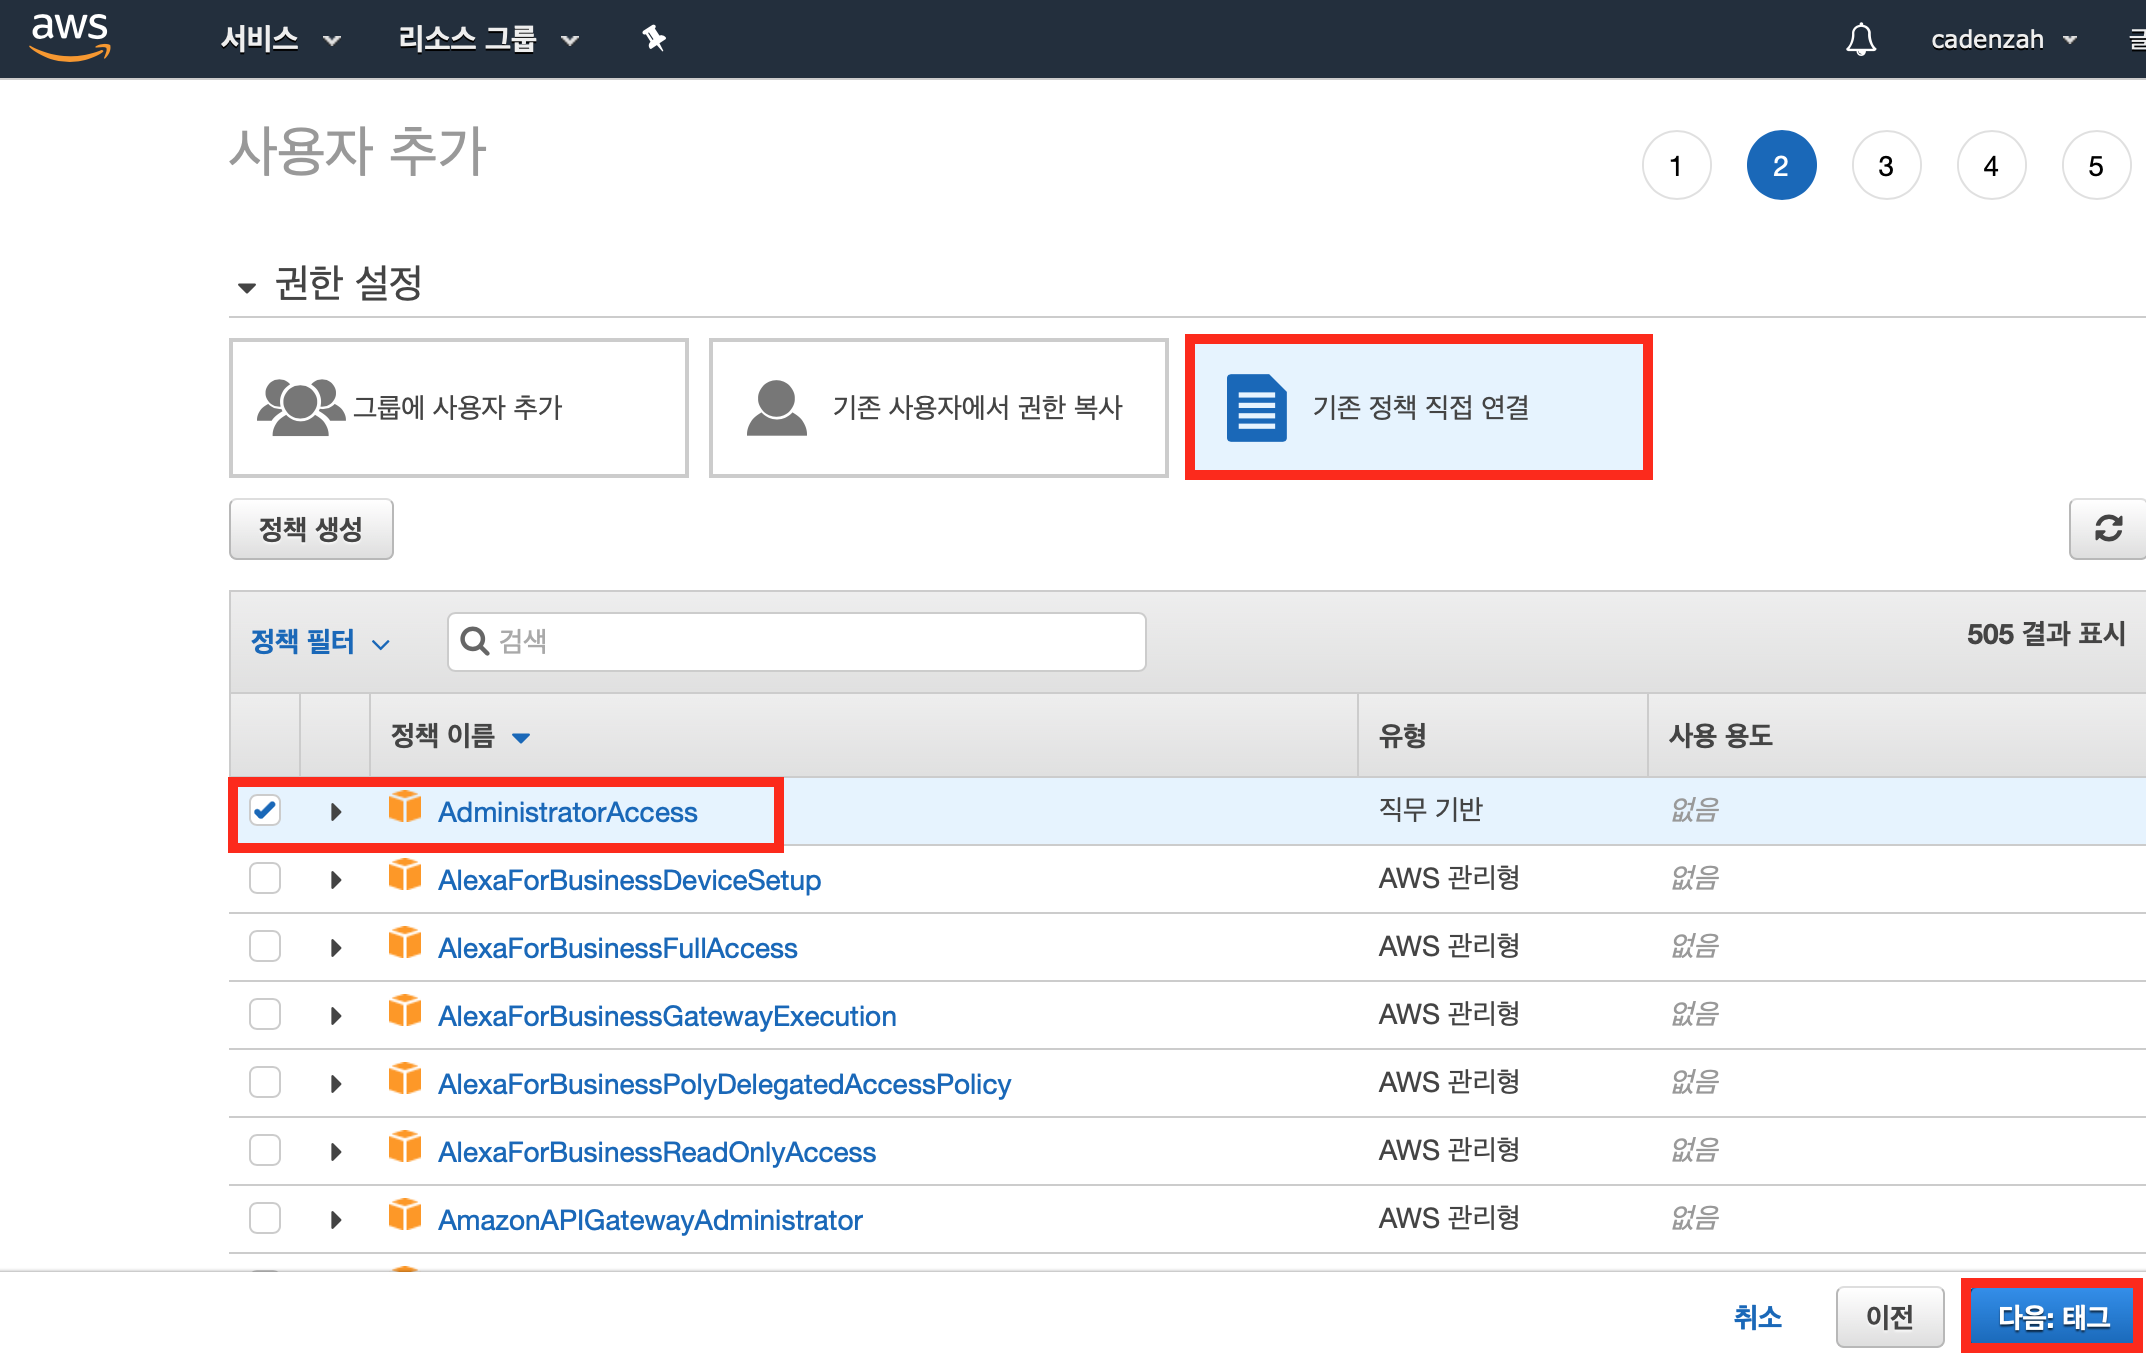 aws 서비스 리소스 그룹 cadenzah
사용자 추가
1 2 3 4 5
권한 설정
그룹에 사용자 추가 기존 사용자에서 권한 복사 기존 정책 직접 연결
정책 생성
정책 필터 검색 505 결과 표시
정책 이름 유형 사용 용도
AdministratorAccess 직무 기반 없음
AlexaForBusinessDeviceSetup AWS 관리형 없음
AlexaForBusinessFullAccess AWS 관리형 없음
AlexaForBusinessGatewayExecution AWS 관리형 없음
AlexaForBusinessPolyDelegatedAccessPolicy AWS 관리형 없음
AlexaForBusinessReadOnlyAccess AWS 관리형 없음
AmazonAPIGatewayAdministrator AWS 관리형 없음
취소 이전 다음: 태그